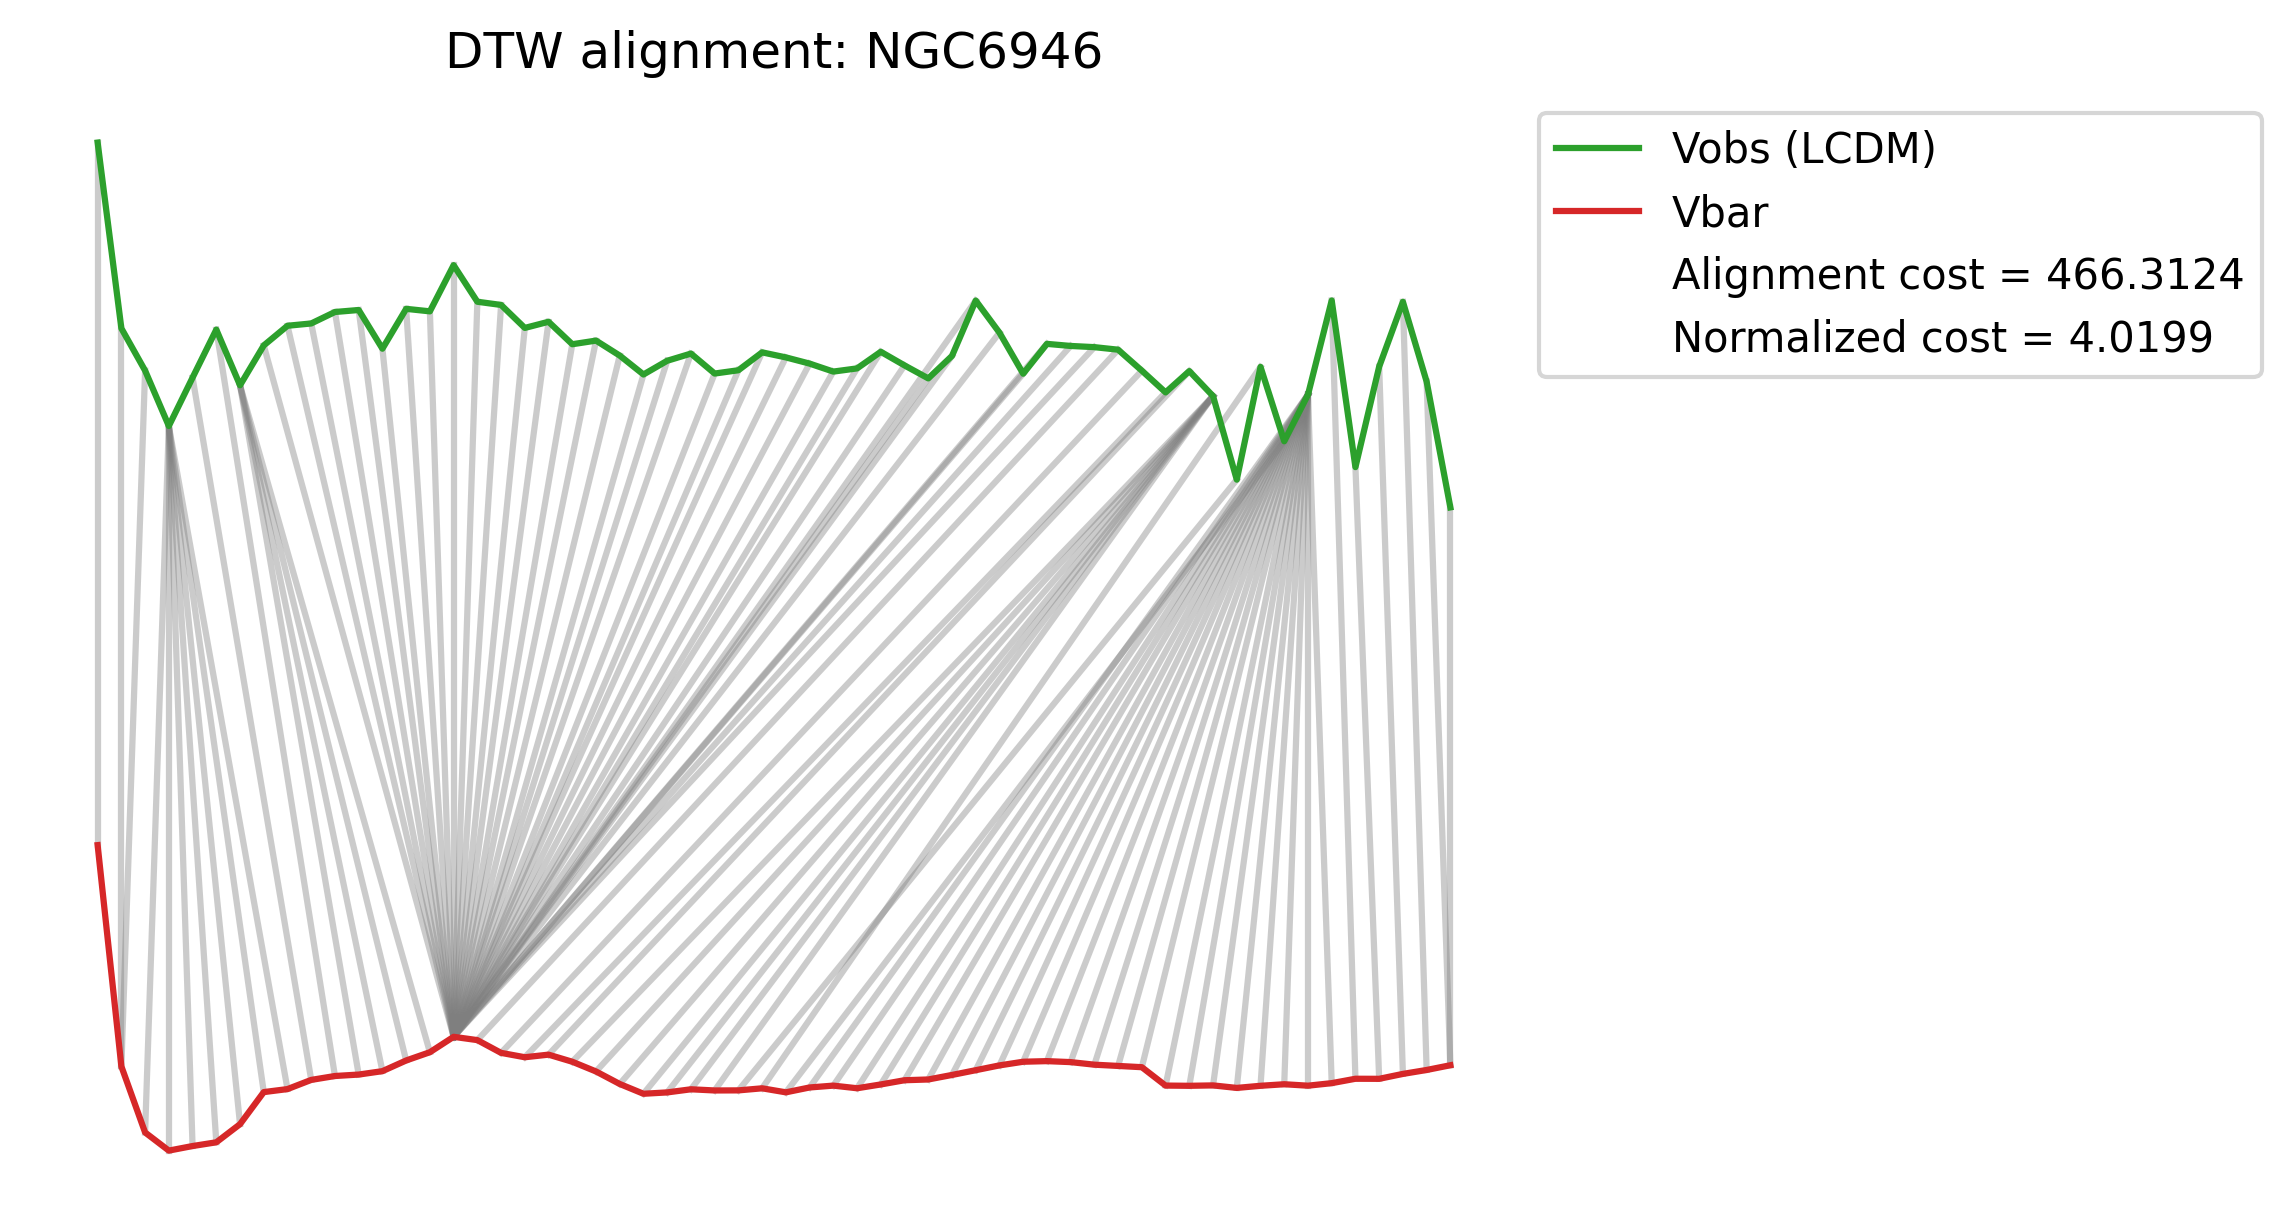 DTW alignment: NGC6946
Vobs (LCDM)
Vbar
Alignment cost = 466.3124
Normalized cost = 4.0199